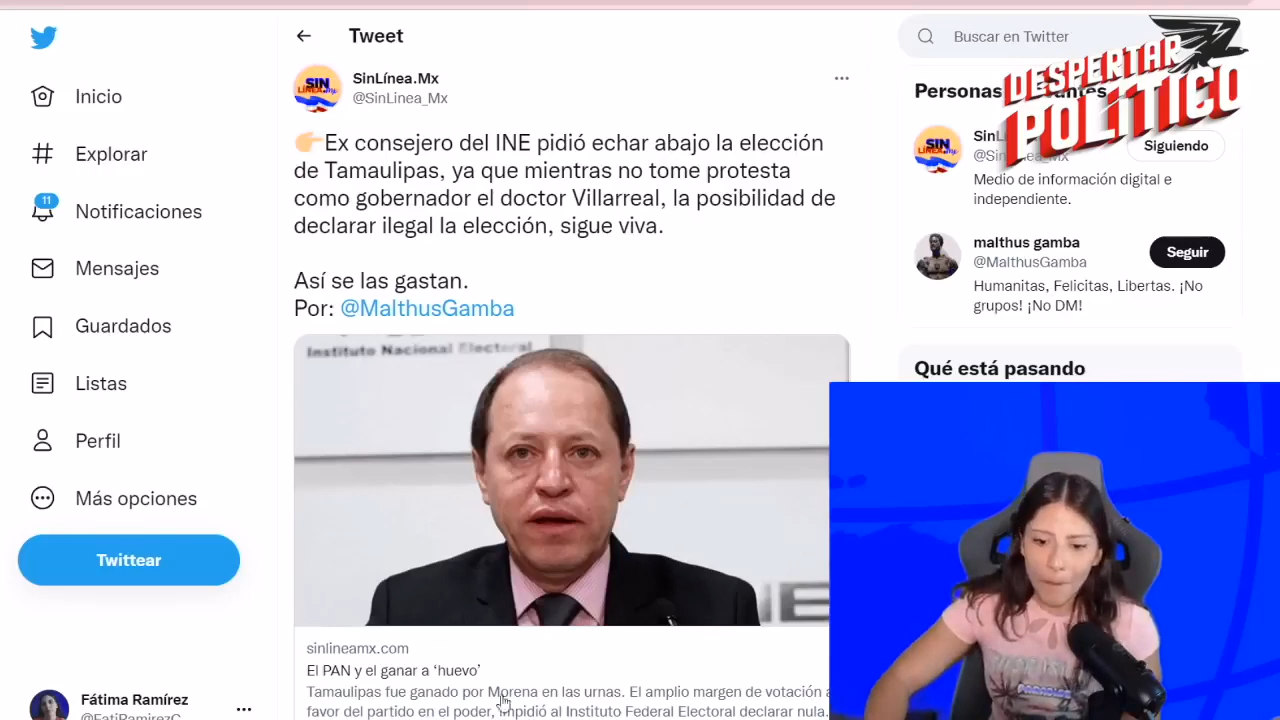 Inicio
Explorar
11
Notificaciones
Mensajes
Guardados
Listas
Perfil
Más opciones
Twittear
Fátima Ramírez
@FatiRamirezC
Tweet
SIN LÍNEA.MX
SinLínea.Mx
@SinLinea_Mx
Ex consejero del INE pidió echar abajo la elección
de Tamaulipas, ya que mientras no tome protesta
como gobernador el doctor Villarreal, la posibilidad de
declarar ilegal la elección, sigue viva.
Así se las gastan.
Por: @MalthusGamba
Instituto Nacional Electoral
sinlineamx.com
El PAN y el ganar a ‘huevo’
Tamaulipas fue ganado por Morena en las urnas. El amplio margen de votación a
favor del partido en el poder, impidió al Instituto Federal Electoral declarar nula
Buscar en Twitter
DESPERTAR
POLÍTICO
Personas
Siguiendo
Medio de información digital e
independiente.
malthus gamba
@MalthusGamba
Seguir
Humanitas, Felicitas, Libertas. ¡No
grupos! ¡No DM!
Qué está pasando
PARADISE